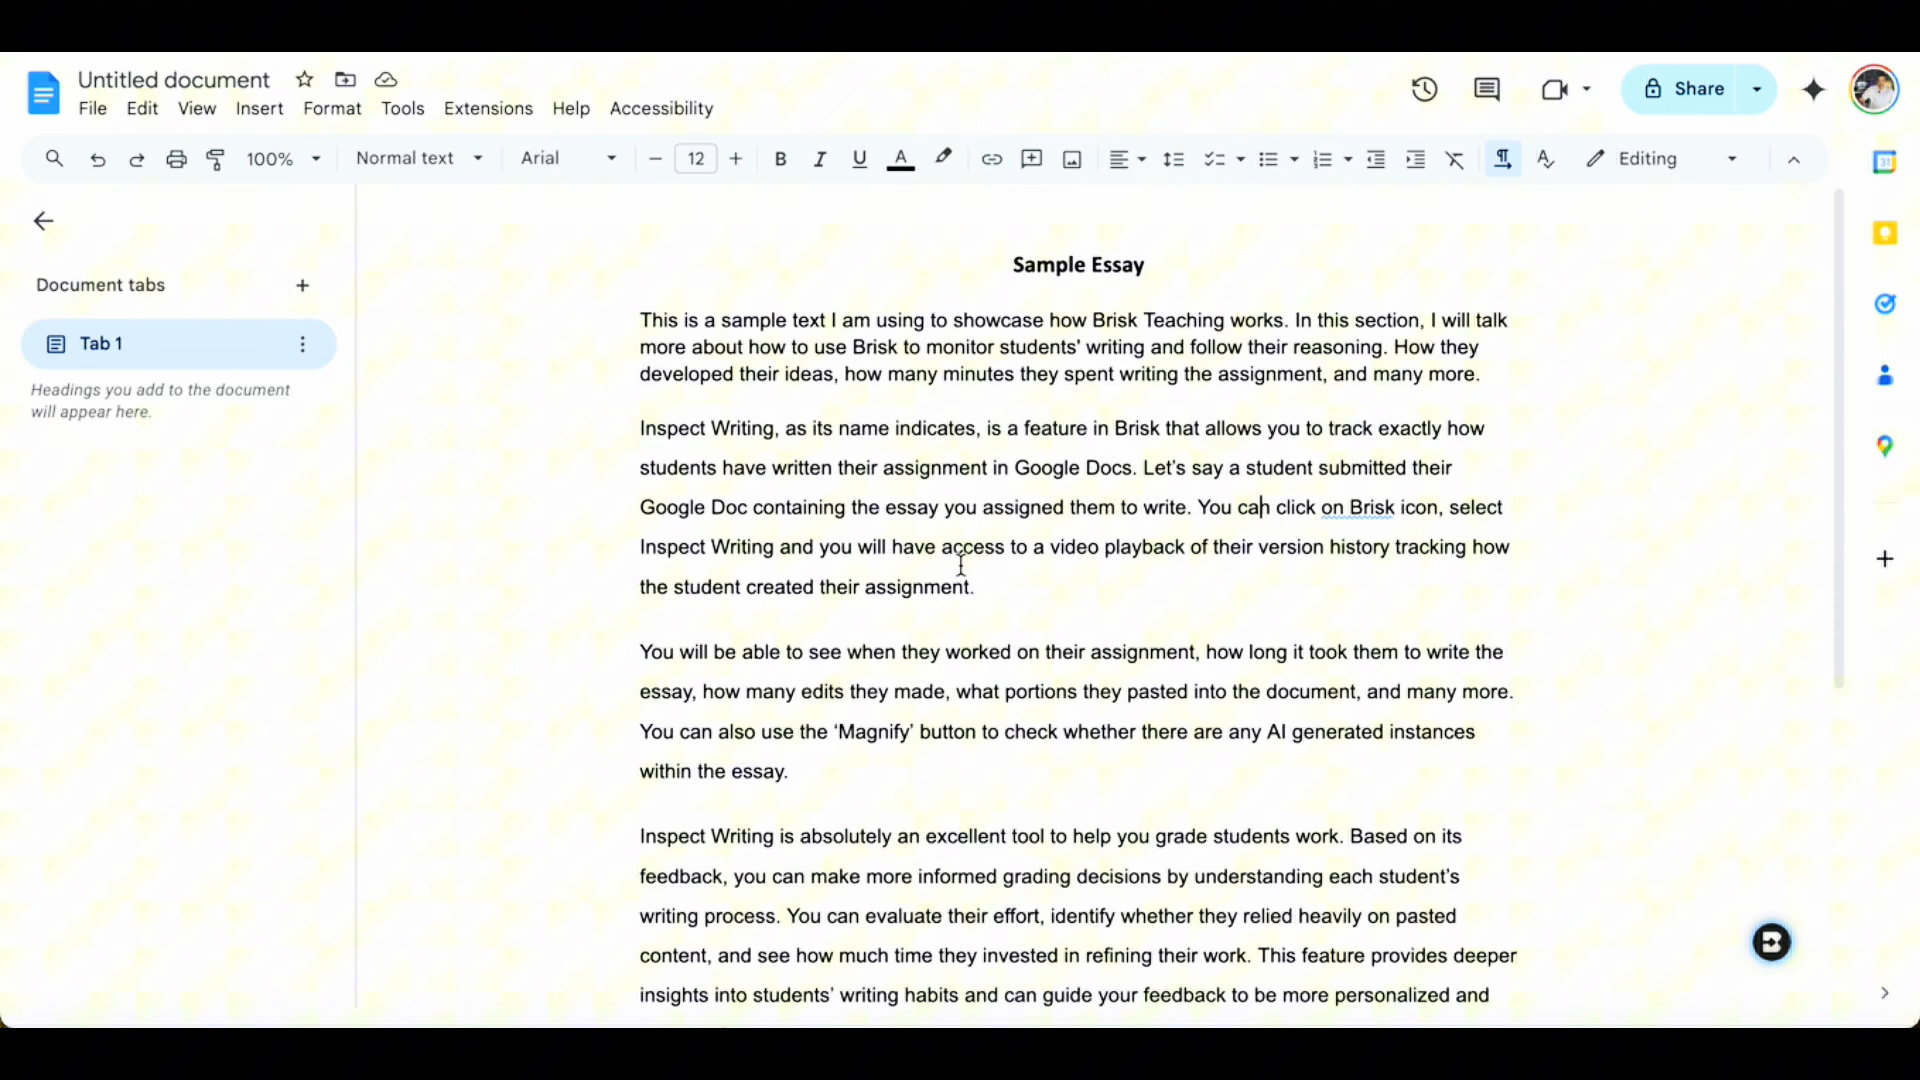 Untitled document
File Edit View Insert Format Tools Extensions Help Accessibility
Share
100% Normal text Arial 12 Editing
Document tabs
Tab 1
Headings you add to the document
will appear here.
Sample Essay
This is a sample text I am using to showcase how Brisk Teaching works. In this section, I will talk
more about how to use Brisk to monitor students' writing and follow their reasoning. How they
developed their ideas, how many minutes they spent writing the assignment, and many more.
Inspect Writing, as its name indicates, is a feature in Brisk that allows you to track exactly how
students have written their assignment in Google Docs. Let’s say a student submitted their
Google Doc containing the essay you assigned them to write. You can click on Brisk icon, select
Inspect Writing and you will have access to a video playback of their version history tracking how
the student created their assignment.
You will be able to see when they worked on their assignment, how long it took them to write the
essay, how many edits they made, what portions they pasted into the document, and many more.
You can also use the ‘Magnify’ button to check whether there are any AI generated instances
within the essay.
Inspect Writing is absolutely an excellent tool to help you grade students work. Based on its
feedback, you can make more informed grading decisions by understanding each student’s
writing process. You can evaluate their effort, identify whether they relied heavily on pasted
content, and see how much time they invested in refining their work. This feature provides deeper
insights into students’ writing habits and can guide your feedback to be more personalized and
31